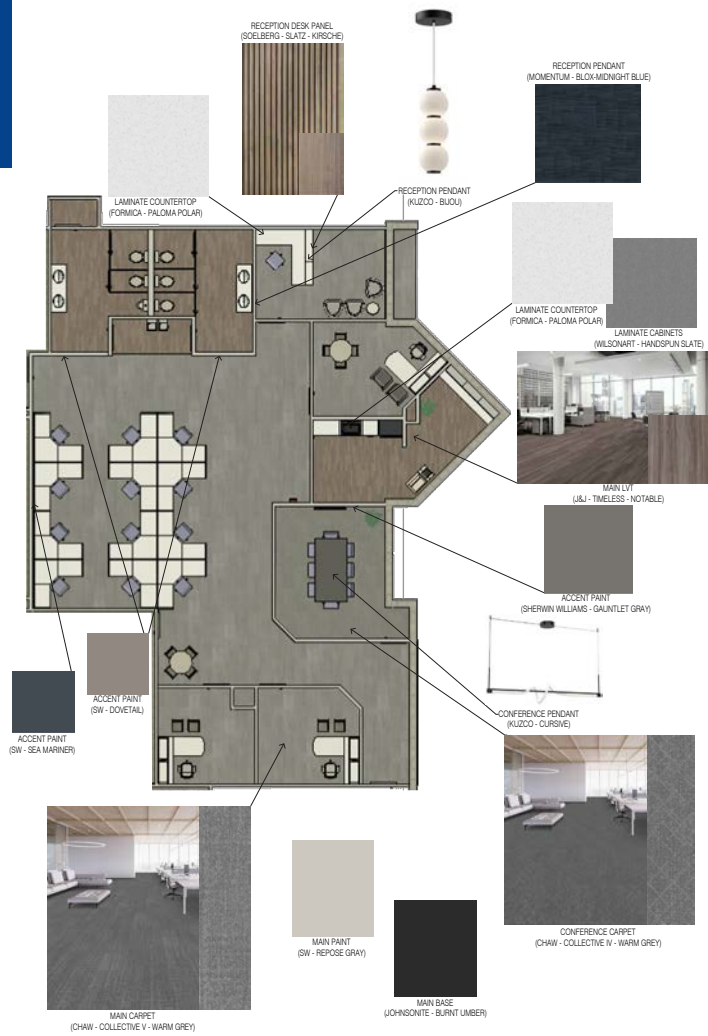 RECEPTION DESK PANEL
(SOELBERG - SLATZ - KIRSCHE)
RECEPTION PENDANT
(MOMENTUM - BLOX-MIDNIGHT BLUE)
LAMINATE COUNTERTOP
(FORMICA - PALOMA POLAR)
RECEPTION PENDANT
(KUZCO - BIJOU)
LAMINATE COUNTERTOP
(FORMICA - PALOMA POLAR)
LAMINATE CABINETS
(WILSONART - HANDSPUN SLATE)
MAIN LVT
(J&J - TIMELESS - NOTABLE)
ACCENT PAINT
(SHERWIN WILLIAMS - GAUNTLET GRAY)
ACCENT PAINT
(SW - DOVETAIL)
ACCENT PAINT
(SW - SEA MARINER)
CONFERENCE PENDANT
(KUZCO - CURSIVE)
CONFERENCE CARPET
(CHAW - COLLECTIVE IV - WARM GREY)
MAIN PAINT
(SW - REPOSE GRAY)
MAIN BASE
(JOHNSONITE - BURNT UMBER)
MAIN CARPET
(CHAW - COLLECTIVE V - WARM GREY)